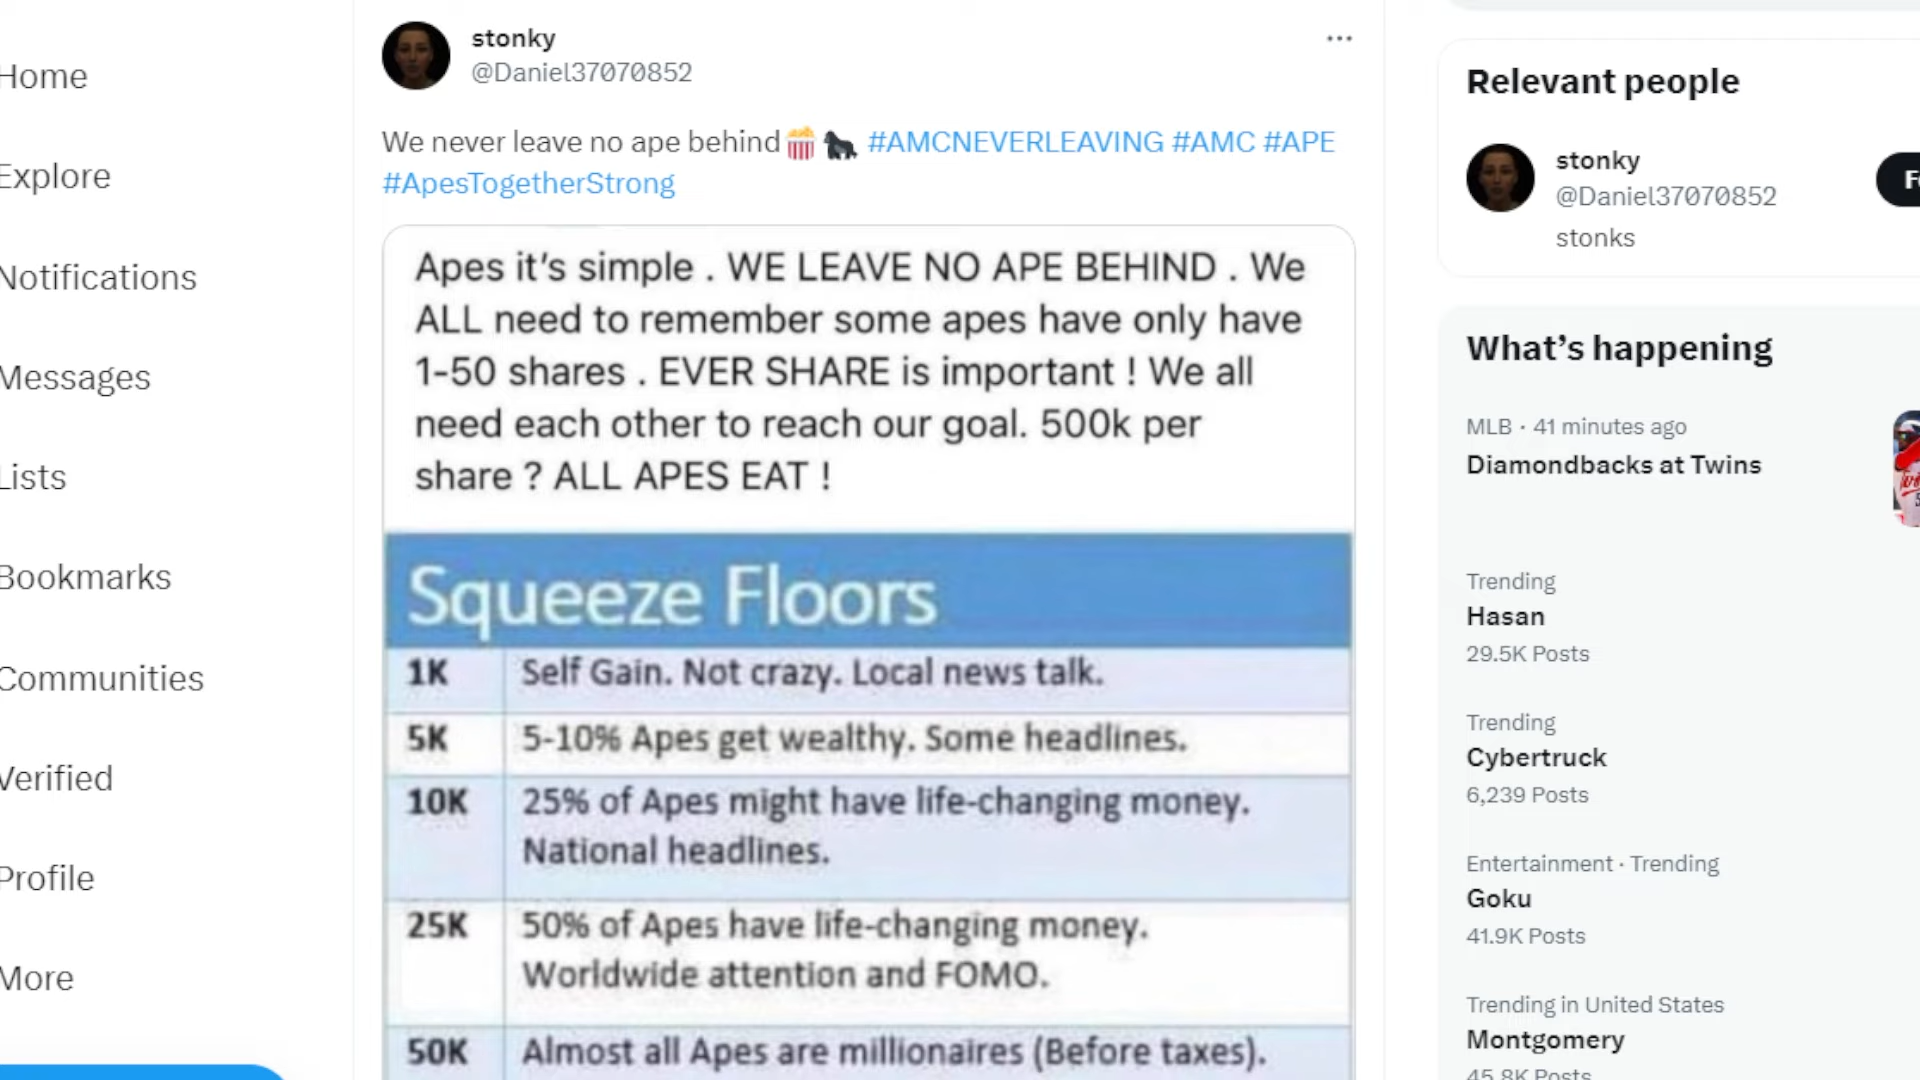 Home
Explore
Notifications
Messages
Lists
Bookmarks
Communities
Verified
Profile
More
stonky
@Daniel37070852
We never leave no ape behind🍿🦍 #AMCNEVERLEAVING #AMC #APE
#ApesTogetherStrong
Apes it's simple . WE LEAVE NO APE BEHIND . We
ALL need to remember some apes have only have
1-50 shares . EVER SHARE is important ! We all
need each other to reach our goal. 500k per
share ? ALL APES EAT !
Squeeze Floors
1K Self Gain. Not crazy. Local news talk.
5K 5-10% Apes get wealthy. Some headlines.
10K 25% of Apes might have life-changing money.
National headlines.
25K 50% of Apes have life-changing money.
Worldwide attention and FOMO.
50K Almost all Apes are millionaires (Before taxes).
Relevant people
stonky
@Daniel37070852
stonks
What's happening
MLB · 41 minutes ago
Diamondbacks at Twins
Trending
Hasan
29.5K Posts
Trending
Cybertruck
6,239 Posts
Entertainment · Trending
Goku
41.9K Posts
Trending in United States
Montgomery
45.8K Posts